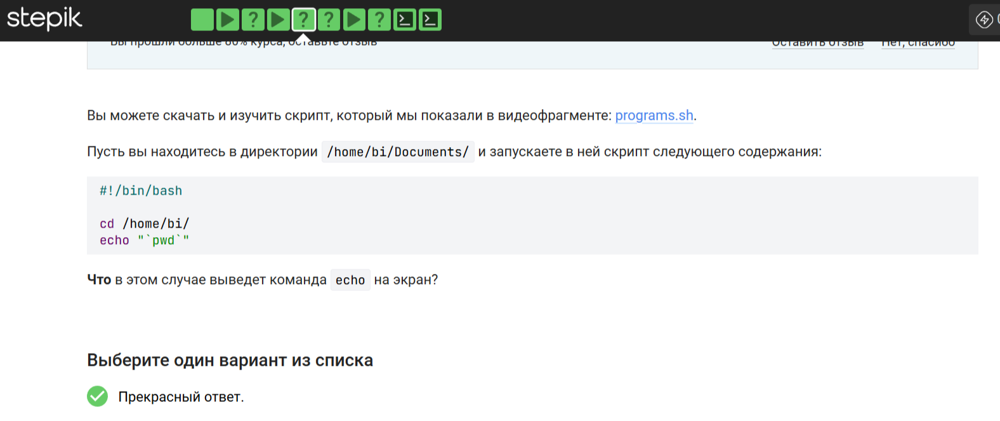 stepik
Вы прошли больше 80% курса, оставьте отзыв Оставить отзыв Нет, спасибо
Вы можете скачать и изучить скрипт, который мы показали в видеофрагменте: programs.sh.
Пусть вы находитесь в директории /home/bi/Documents/ и запускаете в ней скрипт следующего содержания:
#!/bin/bash
cd /home/bi/
echo "`pwd`"
Что в этом случае выведет команда echo на экран?
Выберите один вариант из списка
Прекрасный ответ.